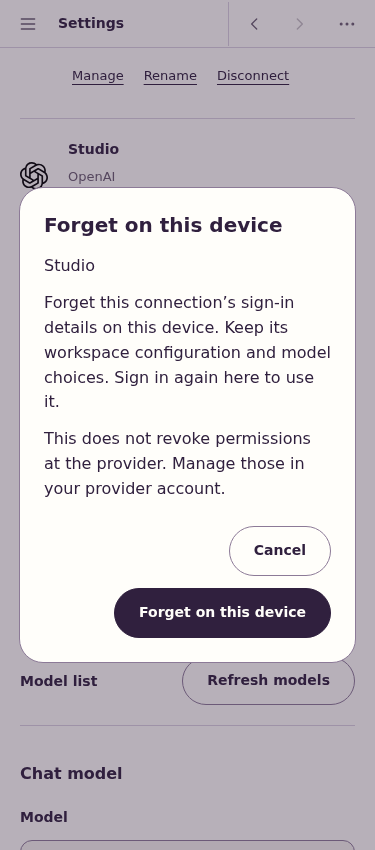 Settings
Manage Rename Disconnect
Studio
OpenAI
Forget on this device
Studio
Forget this connection’s sign-in
details on this device. Keep its
workspace configuration and model
choices. Sign in again here to use
it.
This does not revoke permissions
at the provider. Manage those in
your provider account.
Cancel
Forget on this device
Model list
Refresh models
Chat model
Model